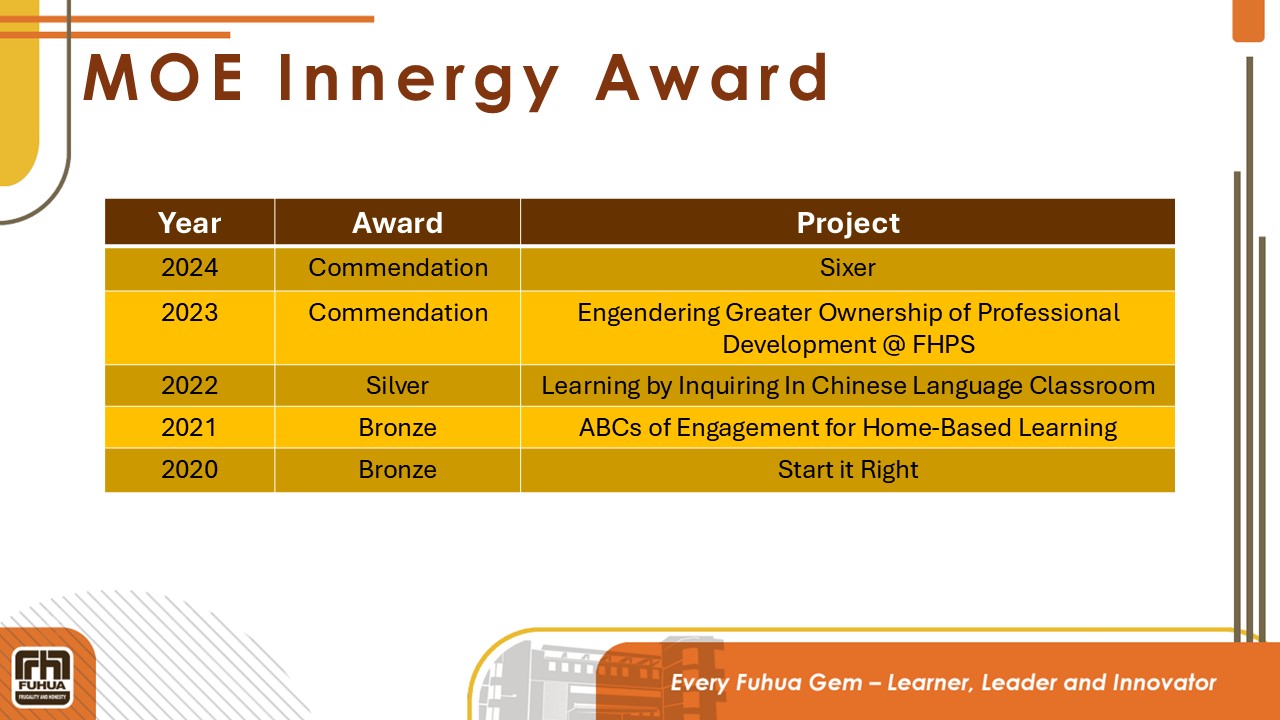 MOE Innergy Award
Year Award Project
2024 Commendation Sixer
2023 Commendation Engendering Greater Ownership of Professional
Development @ FHPS
2022 Silver Learning by Inquiring In Chinese Language Classroom
2021 Bronze ABCs of Engagement for Home-Based Learning
2020 Bronze Start it Right
FUHUA
FRUGALITY AND HONESTY
Every Fuhua Gem – Learner, Leader and Innovator